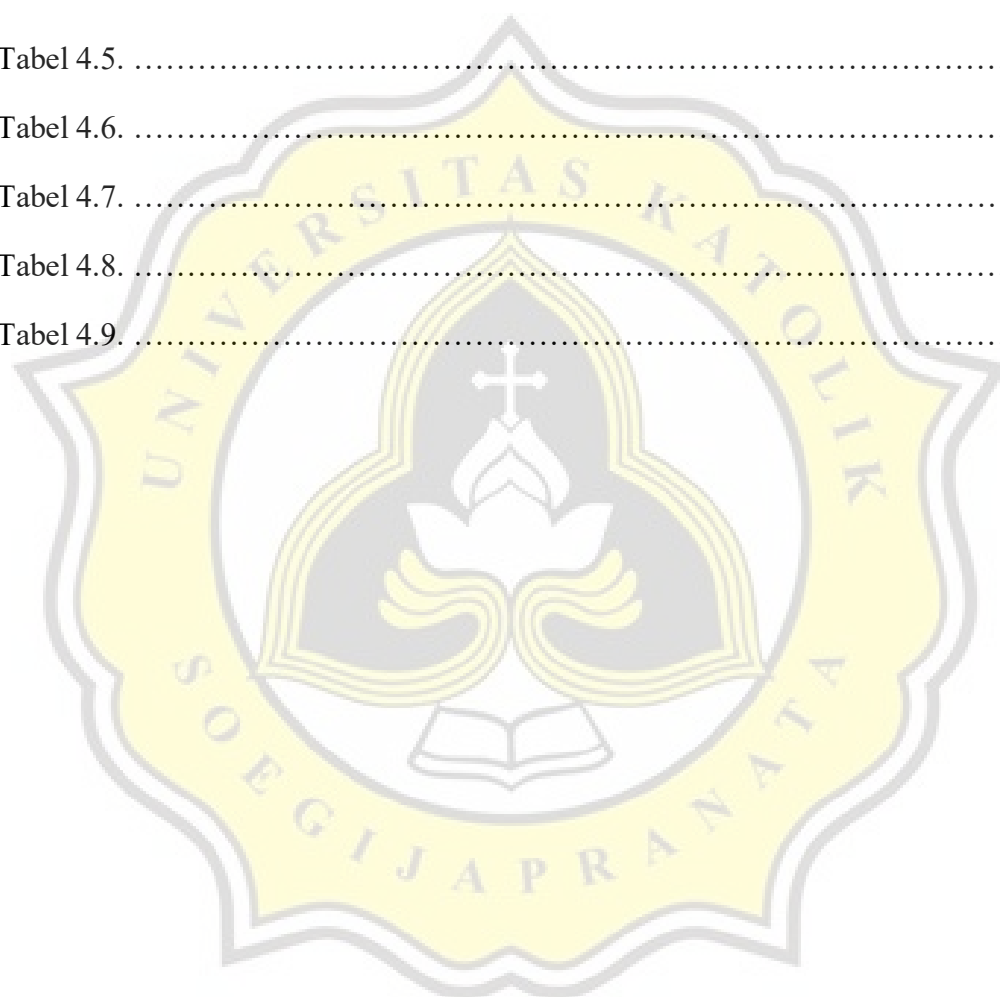 Tabel 4.5. ........................................................................................................
Tabel 4.6. ........................................................................................................
Tabel 4.7. ........................................................................................................
Tabel 4.8. ........................................................................................................
Tabel 4.9. ........................................................................................................
UNIVERSITAS KATOLIK
SOEGIJAPRANATA